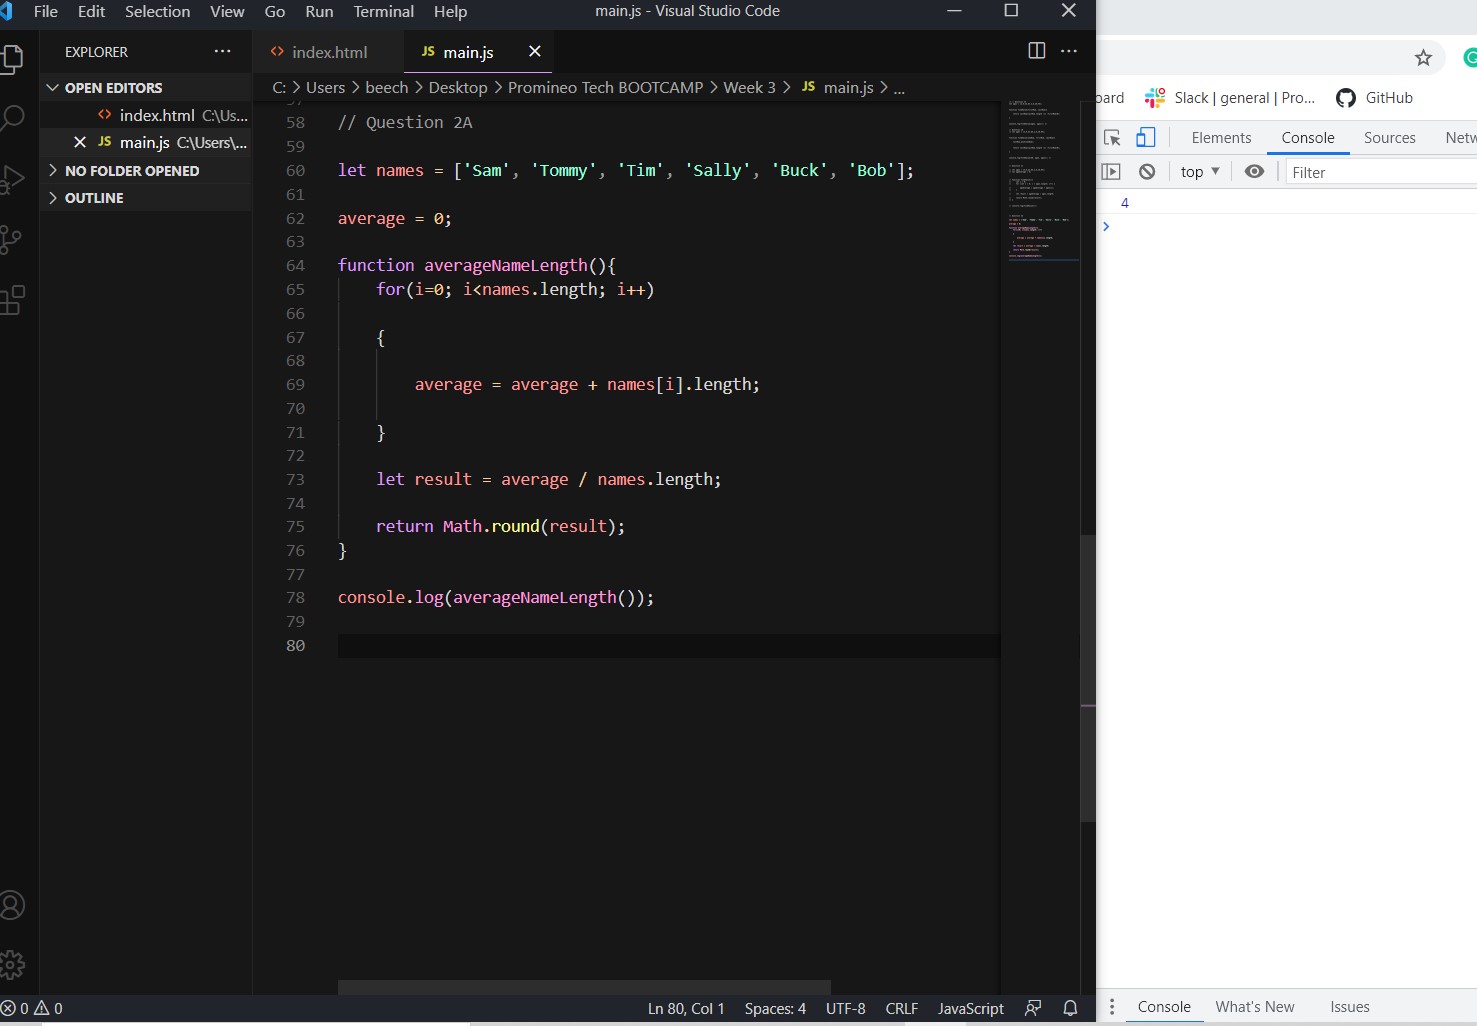 File Edit Selection View Go Run Terminal Help main.js - Visual Studio Code
EXPLORER ...
index.html
JS main.js
OPEN EDITORS
index.html C:\Us...
JS main.js C:\Users\...
NO FOLDER OPENED
OUTLINE
C: > Users > beech > Desktop > Promineo Tech BOOTCAMP > Week 3 > JS main.js > ...
58 // Question 2A
59
60 let names = ['Sam', 'Tommy', 'Tim', 'Sally', 'Buck', 'Bob'];
61
62 average = 0;
63
64 function averageNameLength(){
65 for(i=0; i<names.length; i++)
66
67 {
68
69 average = average + names[i].length;
70
71 }
72
73 let result = average / names.length;
74
75 return Math.round(result);
76 }
77
78 console.log(averageNameLength());
79
80
0 0
Ln 80, Col 1 Spaces: 4 UTF-8 CRLF JavaScript
Slack | general | Pro... GitHub
Elements Console Sources
top Filter
4
Console What's New Issues